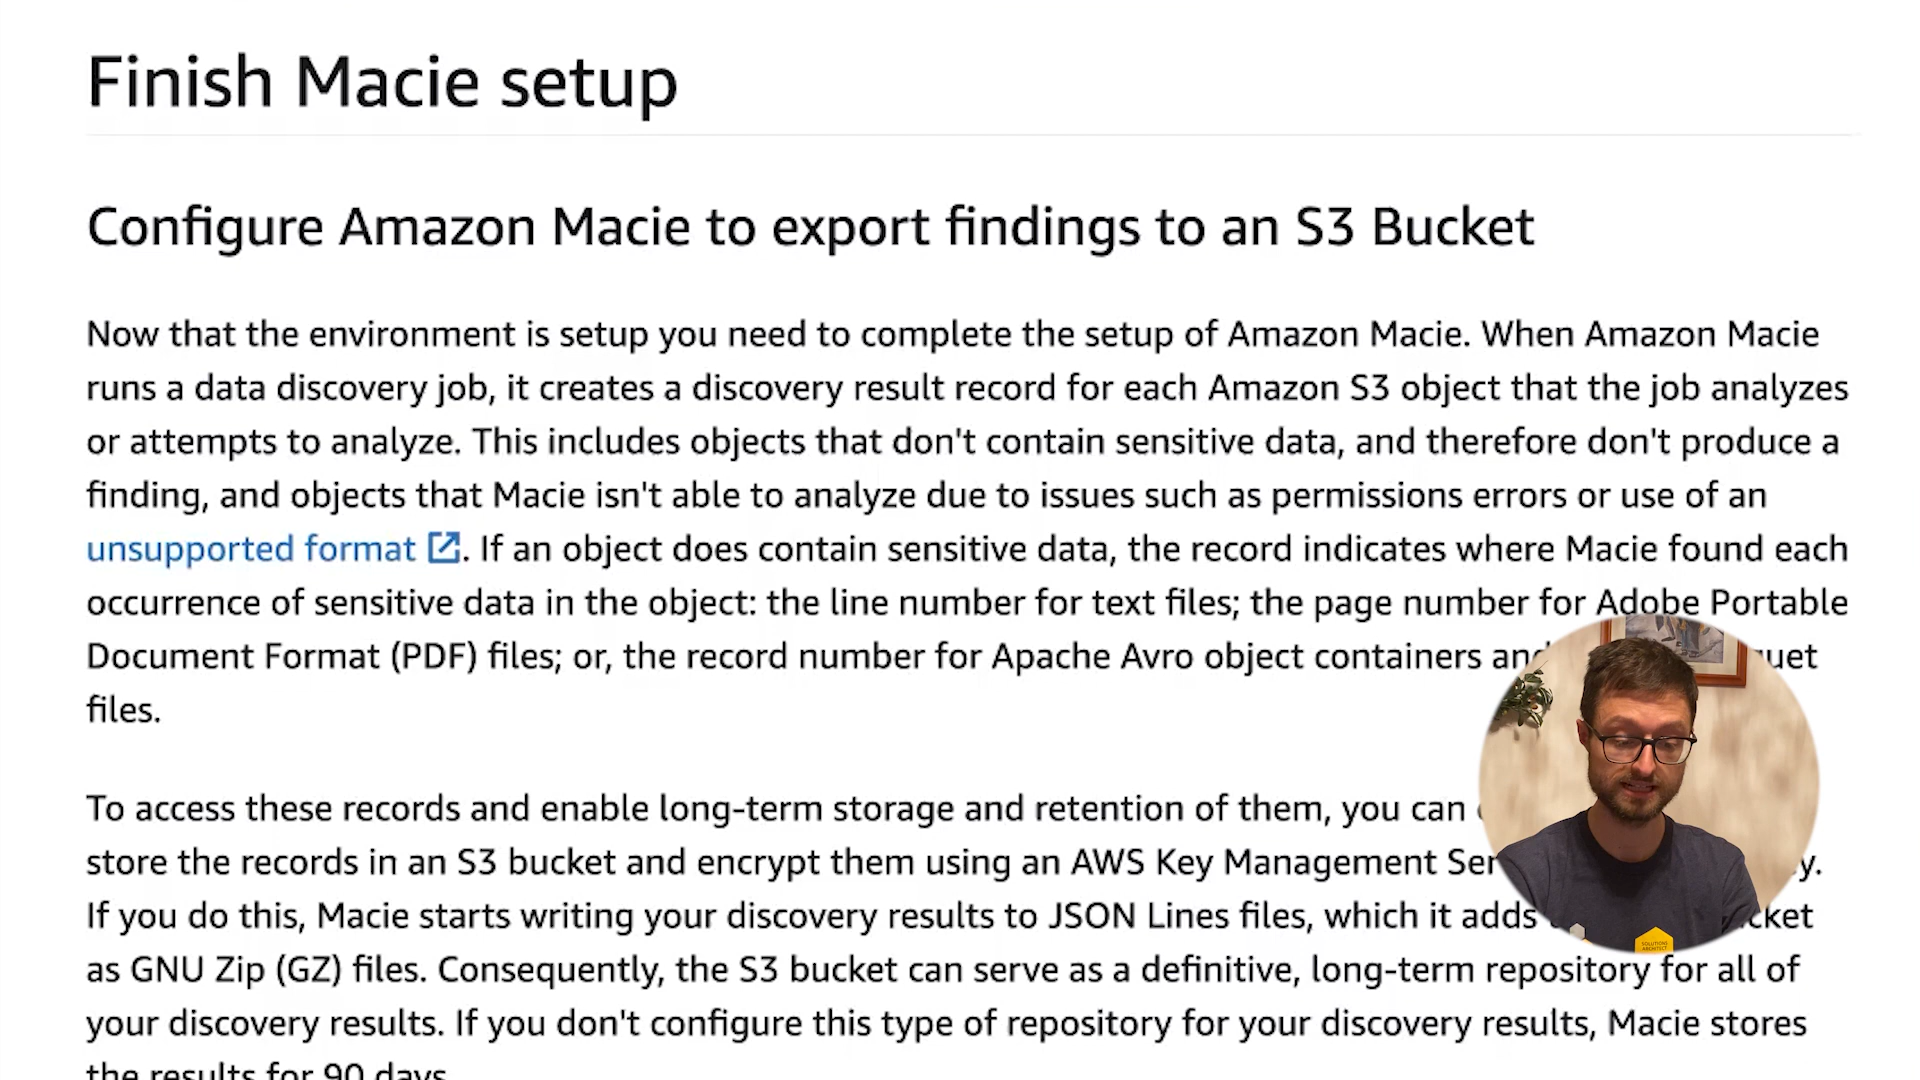 Finish Macie setup
Configure Amazon Macie to export findings to an S3 Bucket
Now that the environment is setup you need to complete the setup of Amazon Macie. When Amazon Macie
runs a data discovery job, it creates a discovery result record for each Amazon S3 object that the job analyzes
or attempts to analyze. This includes objects that don't contain sensitive data, and therefore don't produce a
finding, and objects that Macie isn't able to analyze due to issues such as permissions errors or use of an
unsupported format. If an object does contain sensitive data, the record indicates where Macie found each
occurrence of sensitive data in the object: the line number for text files; the page number for Adobe Portable
Document Format (PDF) files; or, the record number for Apache Avro object containers
files.
To access these records and enable long-term storage and retention of them, you can
store the records in an S3 bucket and encrypt them using an AWS Key Management
If you do this, Macie starts writing your discovery results to JSON Lines files, which it adds
as GNU Zip (GZ) files. Consequently, the S3 bucket can serve as a definitive, long-term repository for all of
your discovery results. If you don't configure this type of repository for your discovery results, Macie stores
the results for 90 days.
SOLUTIONS
ARCHITECT